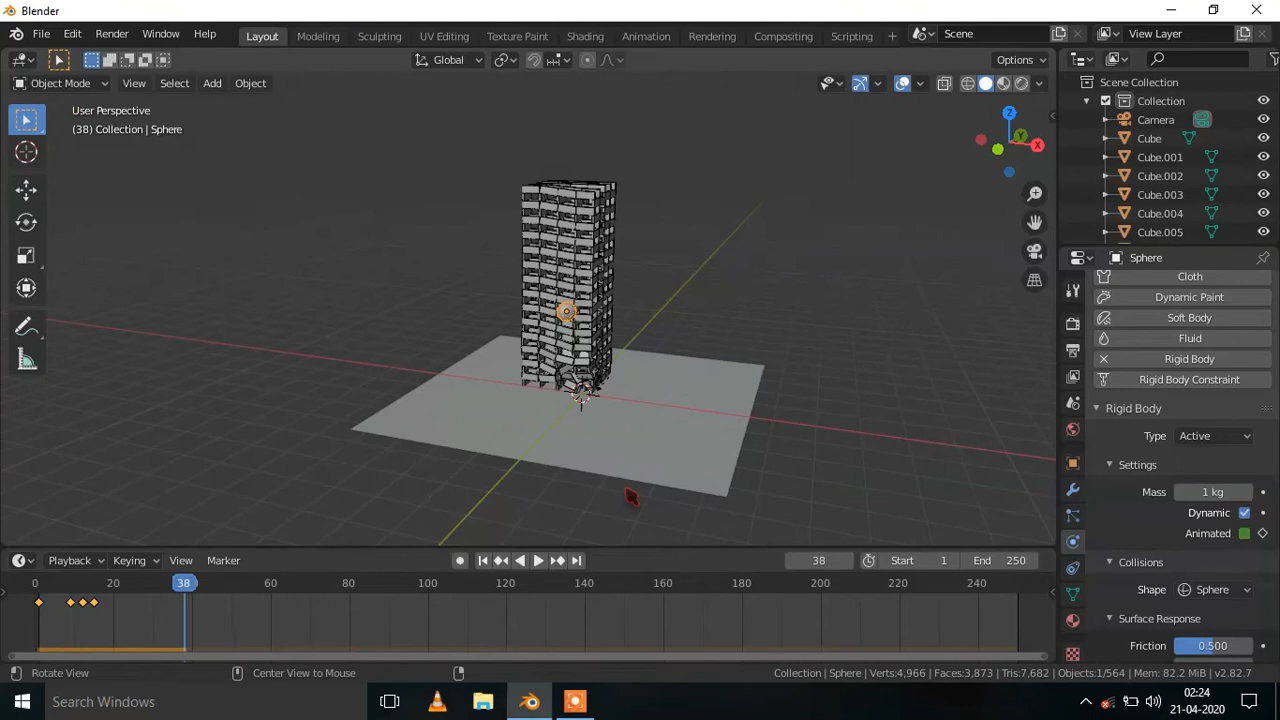 Blender
File Edit Render Window Help Layout Modeling Sculpting UV Editing Texture Paint Shading Animation Rendering Compositing Scripting + Scene View Layer
Global Options
Object Mode View Select Add Object
User Perspective
(38) Collection | Sphere
Z
Y
X
Scene Collection
Collection
Camera
Cube
Cube.001
Cube.002
Cube.003
Cube.004
Cube.005
Sphere
Cloth
Dynamic Paint
Soft Body
Fluid
Rigid Body
Rigid Body Constraint
Rigid Body
Type Active
Settings
Mass 1 kg
Dynamic
Animated
Collisions
Shape Sphere
Surface Response
Friction 0.500
Playback Keying View Marker 38 Start 1 End 250
0 20 38 60 80 100 120 140 160 180 200 220 240
Rotate View Center View to Mouse Collection | Sphere | Verts:4,966 | Faces:3,873 | Tris:7,682 | Objects:1/564 | Mem: 82.2 MiB | v2.82.7
Search Windows
02:24
21-04-2020